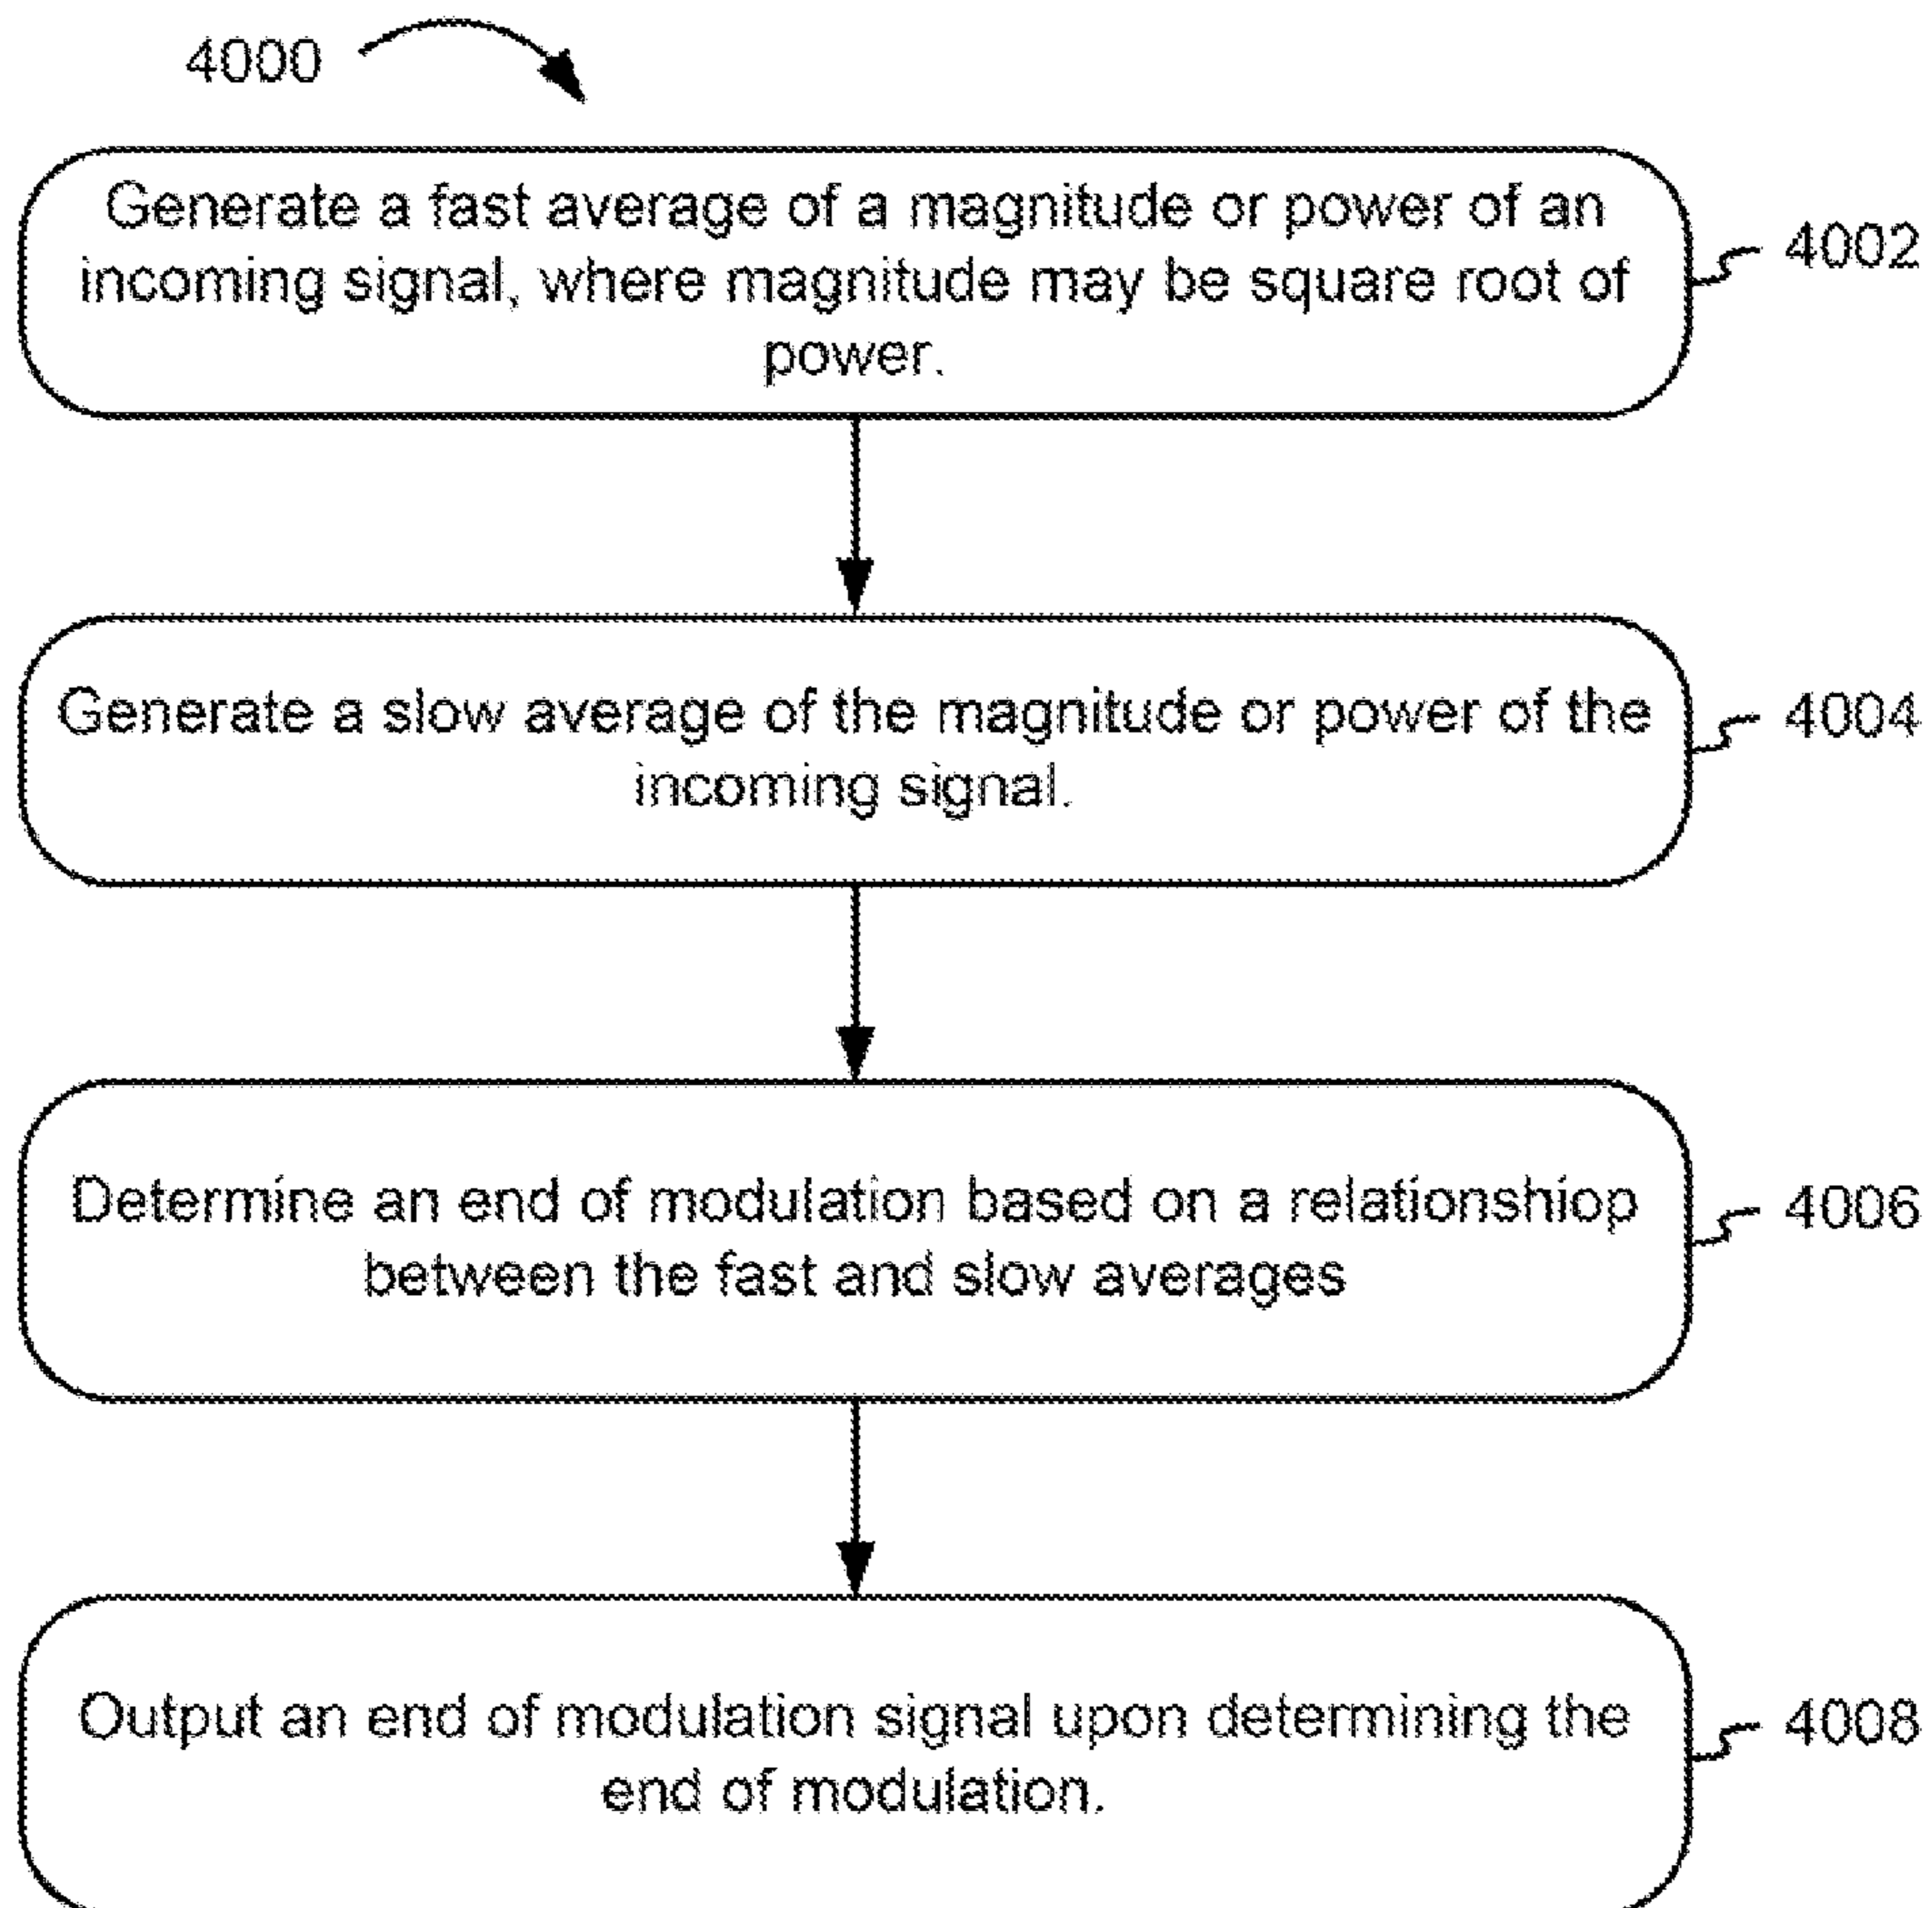 4000
Generate a fast average of a magnitude or power of an
incoming signal, where magnitude may be square root of
power.
4002
Generate a slow average of the magnitude or power of the
incoming signal.
4004
Determine an end of modulation based on a relationshiop
between the fast and slow averages
4006
Output an end of modulation signal upon determining the
end of modulation.
4008